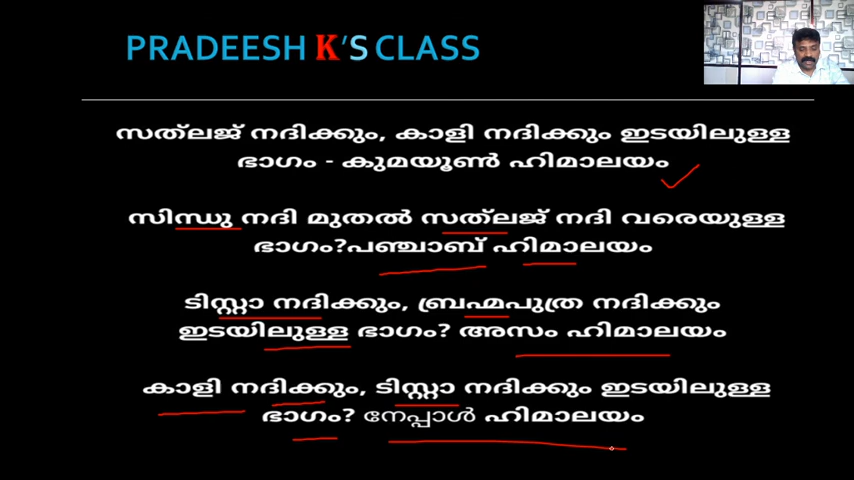 PRADEESH K'S CLASS
സത്‌ലജ് നദിക്കും, കാളി നദിക്കും ഇടയിലുള്ള
ഭാഗം - കുമയൂൺ ഹിമാലയം
സിന്ധു നദി മുതൽ സത്‌ലജ് നദി വരെയുള്ള
ഭാഗം?പഞ്ചാബ് ഹിമാലയം
ടിസ്റ്റാ നദിക്കും, ബ്രഹ്മപുത്ര നദിക്കും
ഇടയിലുള്ള ഭാഗം? അസം ഹിമാലയം
കാളി നദിക്കും, ടിസ്റ്റാ നദിക്കും ഇടയിലുള്ള
ഭാഗം? നേപ്പാൾ ഹിമാലയം